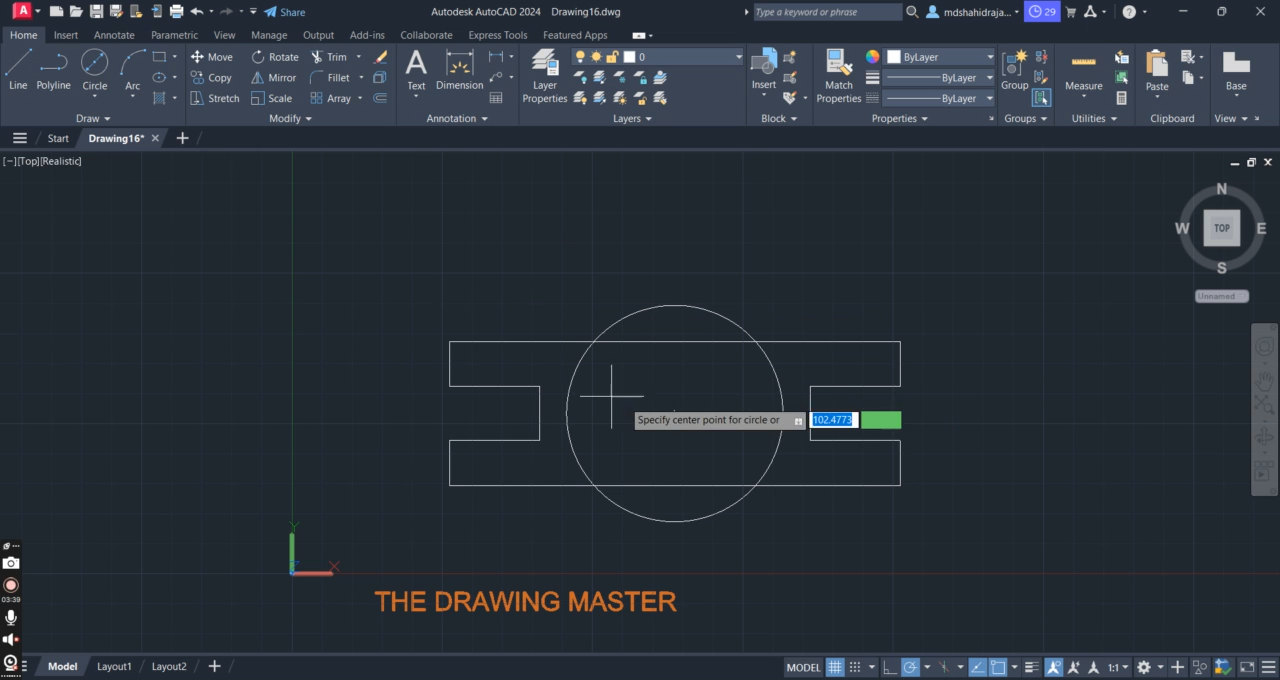 A Share Autodesk AutoCAD 2024 Drawing16.dwg Type a keyword or phrase mdshahidraja... 29
Home Insert Annotate Parametric View Manage Output Add-ins Collaborate Express Tools Featured Apps
Line Polyline Circle Arc
Move Rotate Trim
Copy Mirror Fillet
Stretch Scale Array
Text Dimension
Layer Properties
0
Insert
Match Properties
ByLayer
ByLayer
ByLayer
Group Measure Paste Base
Draw Modify Annotation Layers Block Properties Groups Utilities Clipboard View
Start Drawing16* 
[−][Top][Realistic]
N
W TOP E
S
Unnamed
Specify center point for circle or 102.4773
Y
X
03:39
THE DRAWING MASTER
Model Layout1 Layout2 MODEL 1:1